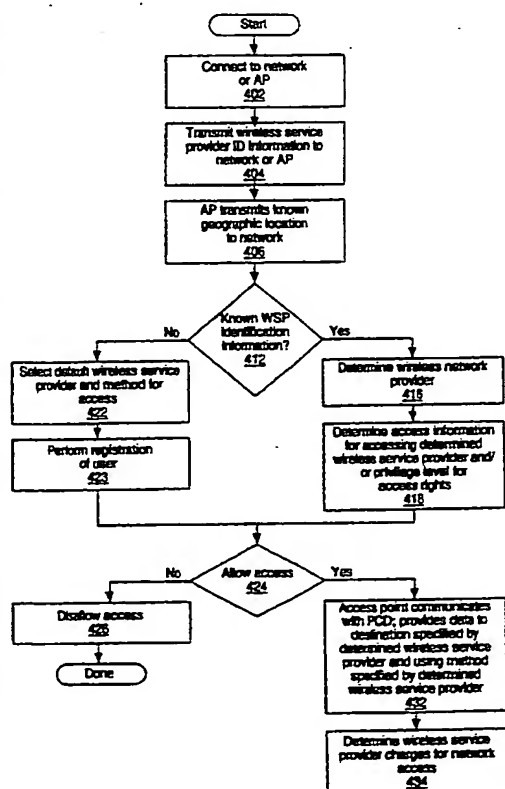 Start
Connect to network
or AP
402
Transmit wireless service
provider ID information to
network or AP
404
AP transmits known
geographic location
to network
406
Known WSP
Identification
Information?
412
No
Yes
Select default wireless service
provider and method for
access
422
Determine wireless network
provider
416
Perform registration
of user
423
Determine access information
for accessing determined
wireless service provider and/
or privilege level for
access rights
418
Allow access
424
No
Yes
Disallow access
426
Access point communicates
with PCD; provides data to
destination specified by
determined wireless service
provider and using method
specified by determined
wireless service provider
432
Done
Determine wireless service
provider charges for network
access
434